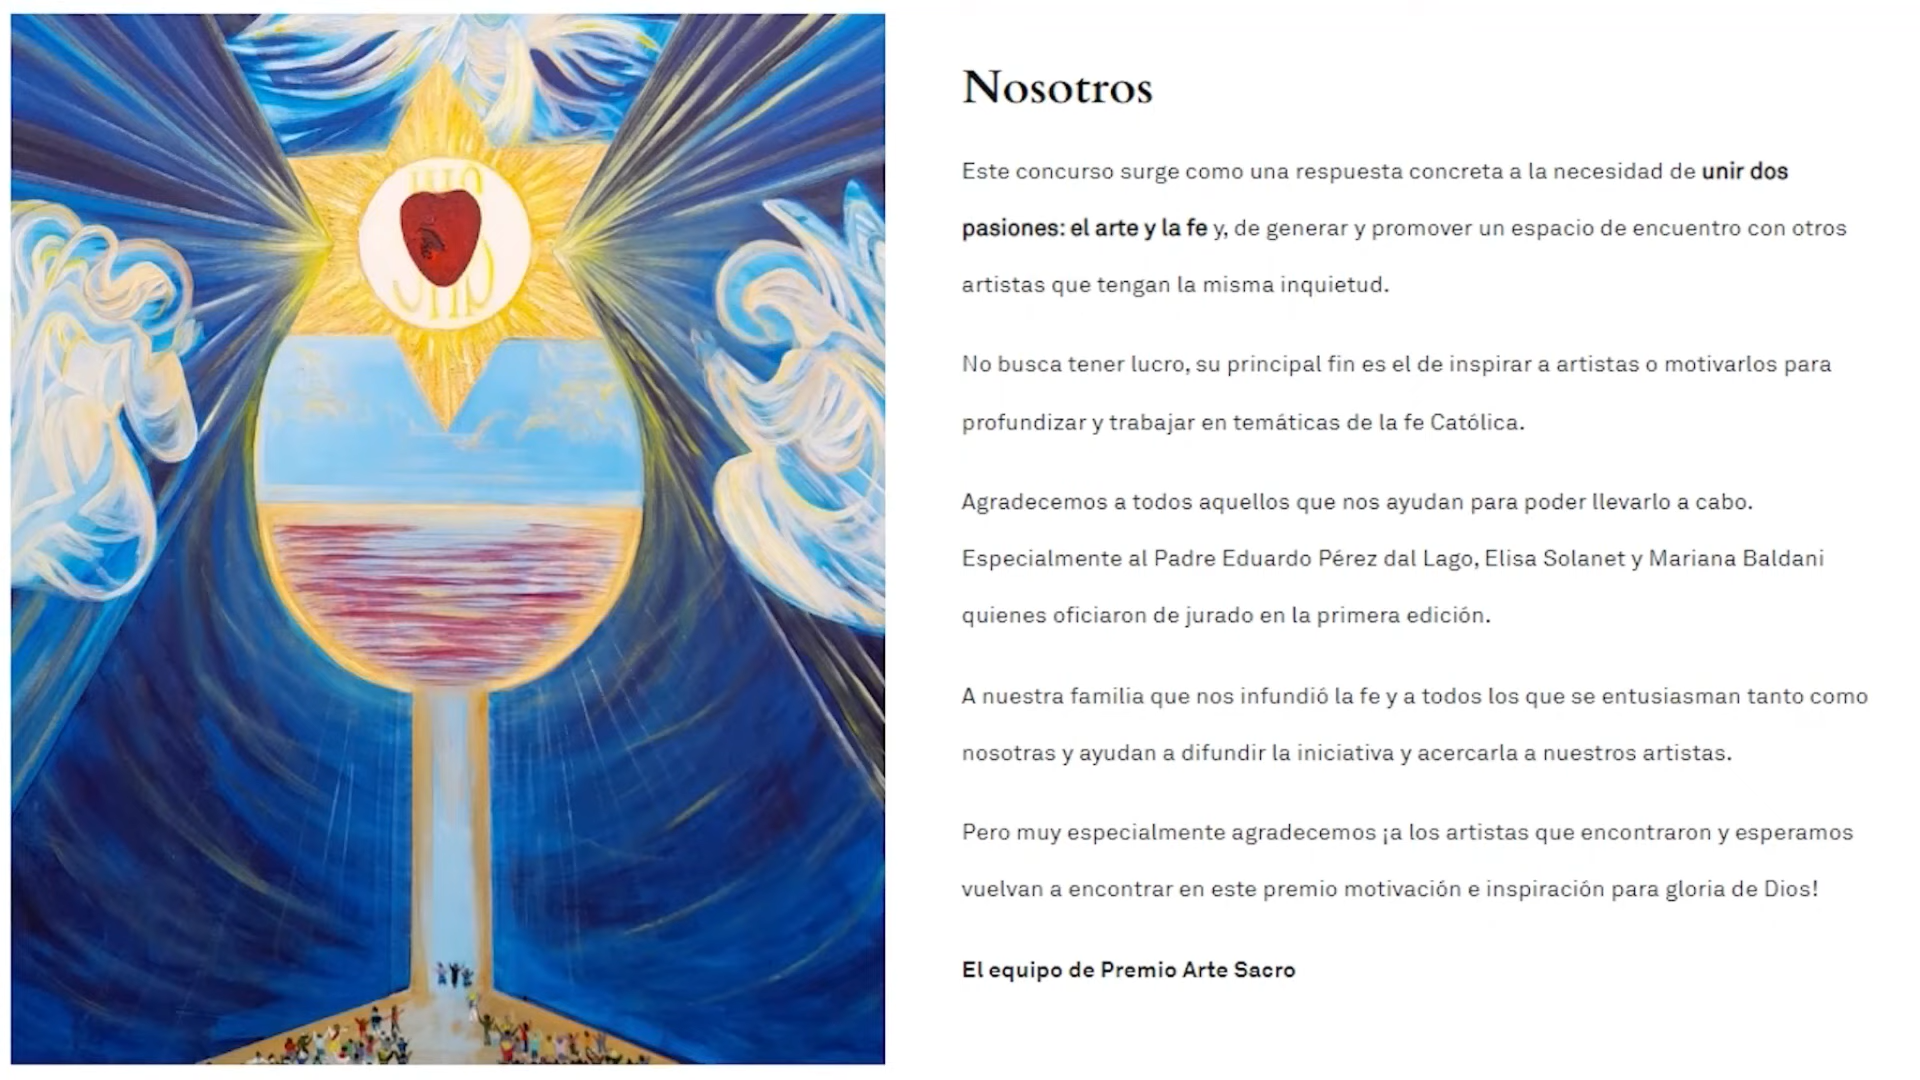 Nosotros
Este concurso surge como una respuesta concreta a la necesidad de unir dos
pasiones: el arte y la fe y, de generar y promover un espacio de encuentro con otros
artistas que tengan la misma inquietud.
No busca tener lucro, su principal fin es el de inspirar a artistas o motivarlos para
profundizar y trabajar en temáticas de la fe Católica.
Agradecemos a todos aquellos que nos ayudan para poder llevarlo a cabo.
Especialmente al Padre Eduardo Pérez dal Lago, Elisa Solanet y Mariana Baldani
quienes oficiaron de jurado en la primera edición.
A nuestra familia que nos infundió la fe y a todos los que se entusiasman tanto como
nosotras y ayudan a difundir la iniciativa y acercarla a nuestros artistas.
Pero muy especialmente agradecemos ¡a los artistas que encontraron y esperamos
vuelvan a encontrar en este premio motivación e inspiración para gloria de Dios!
El equipo de Premio Arte Sacro